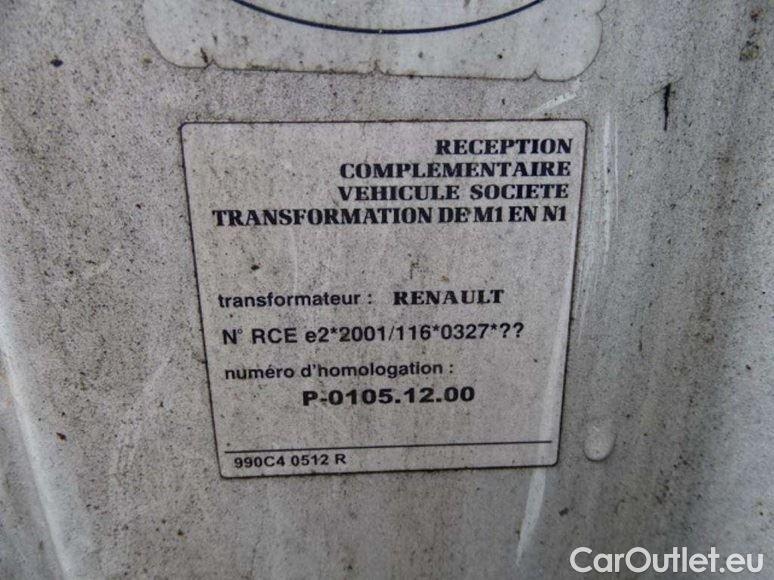 RECEPTION
COMPLEMENTAIRE
VEHICULE SOCIETE
TRANSFORMATION DE M1 EN N1
transformateur : RENAULT
N° RCE e2*2001/116*0327*??
numéro d'homologation :
P-0105.12.00
990C4 0512 R
CarOutlet.eu